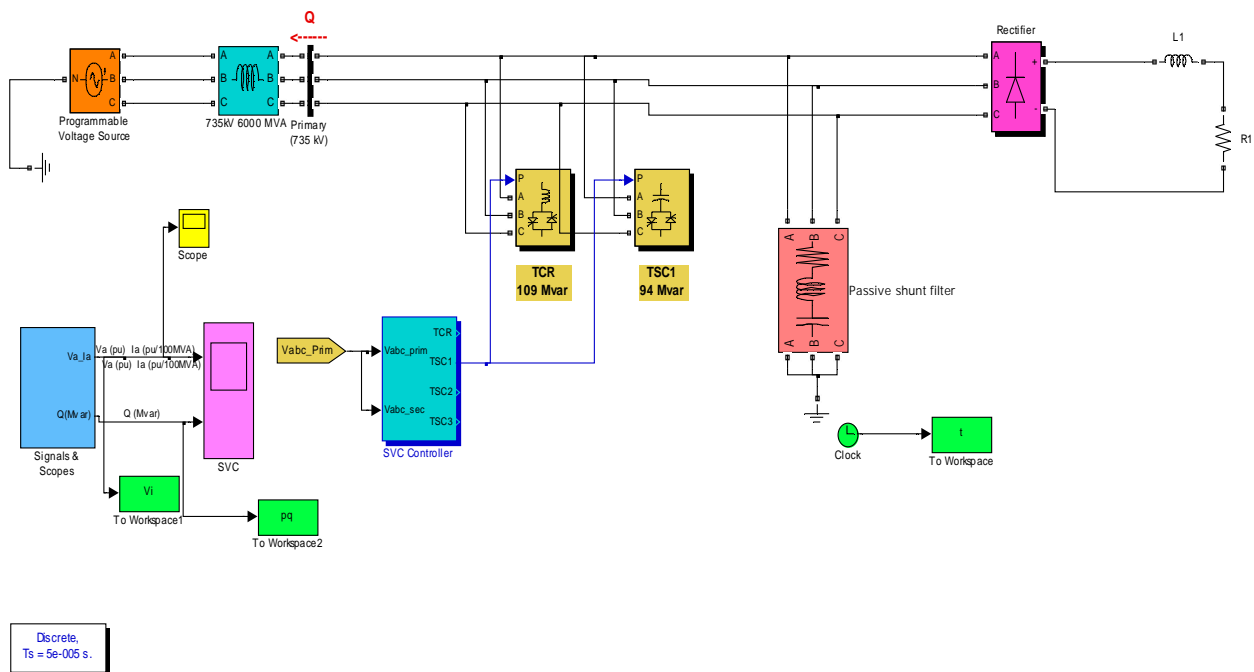 Q
N
A
B
C
Programmable
Voltage Source
A
B
C
A
B
C
735kV 6000 MVA
Primary
(735 kV)
Rectifier
A
B
C
+
-
L1
R1
P
A
B
C
TCR
109 Mvar
P
A
B
C
TSC1
94 Mvar
A
B
C
A
B
C
Passive shunt filter
Scope
Va_Ia
Q(Mvar)
Signals &
Scopes
Va (pu) Ia (pu/100MVA)
Va (pu) Ia (pu/100MVA)
Q (Mvar)
SVC
Vabc_Prim
Vabc_prim
Vabc_sec
TCR
TSC1
TSC2
TSC3
SVC Controller
Clock
t
To Workspace
Vi
To Workspace1
pq
To Workspace2
Discrete,
Ts = 5e-005 s.